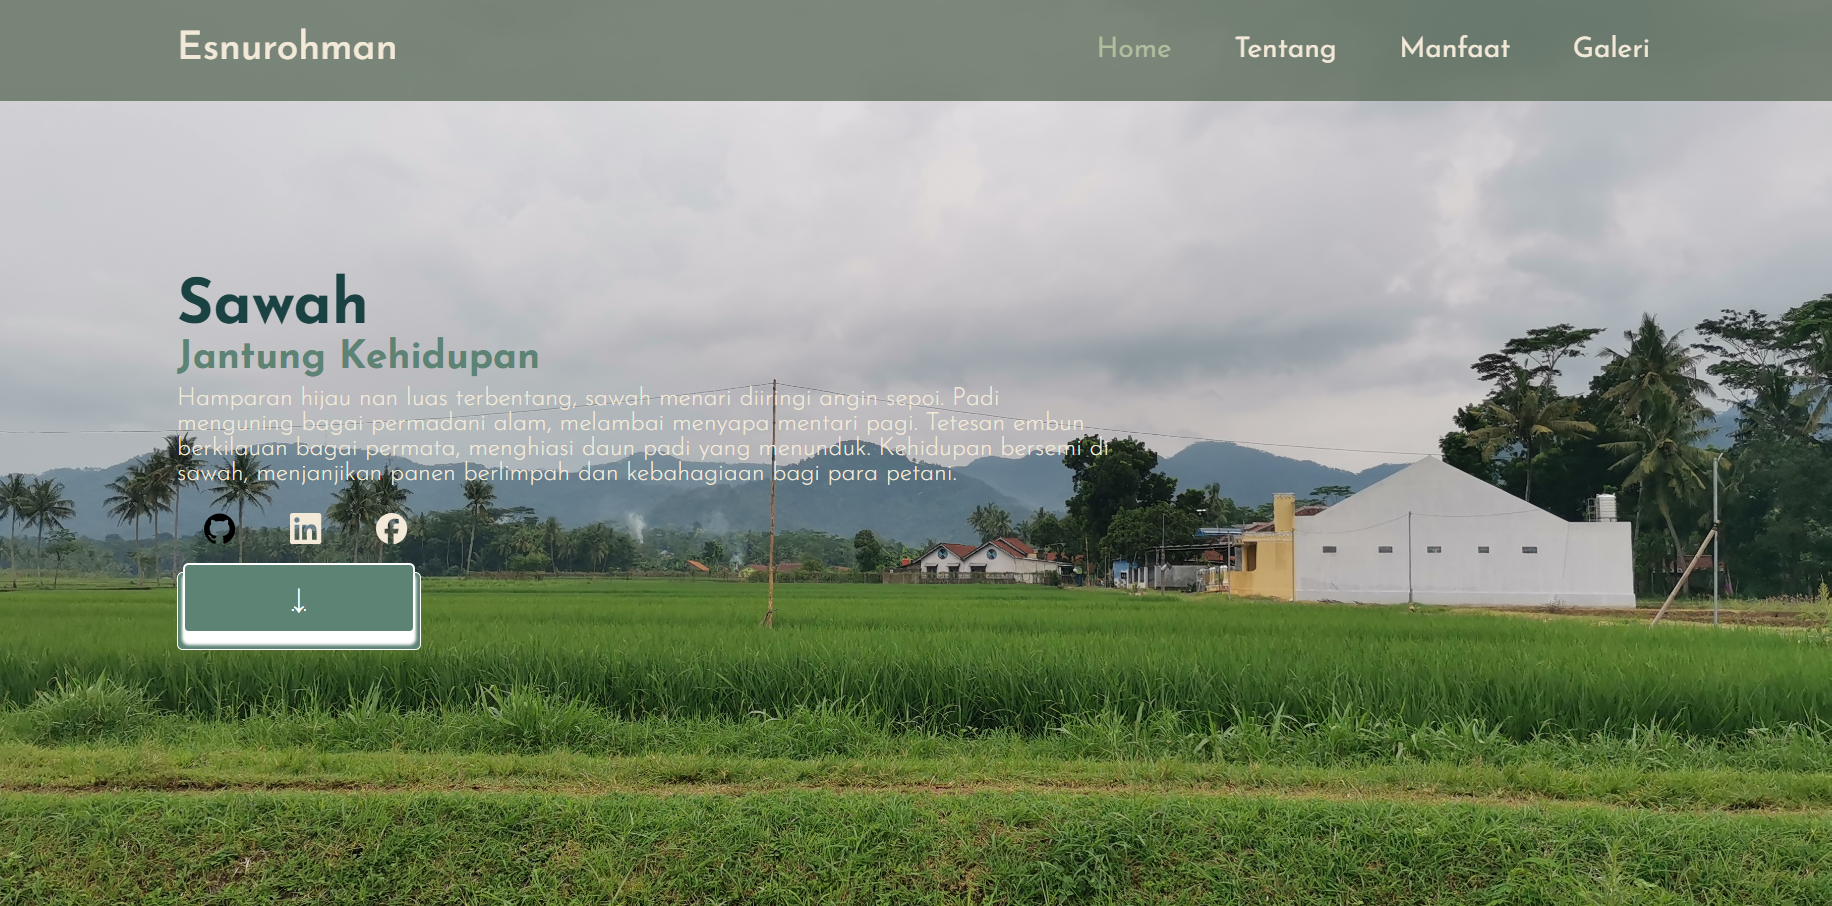 Esnurohman
Home Tentang Manfaat Galeri
Sawah
Jantung Kehidupan
Hamparan hijau nan luas terbentang, sawah menari diiringi angin sepoi. Padi
menguning bagai permadani alam, melambai menyapa mentari pagi. Tetesan embun
berkilauan bagai permata, menghiasi daun padi yang menunduk. Kehidupan bersemi di
sawah, menjanjikan panen berlimpah dan kebahagiaan bagi para petani.
in
↓